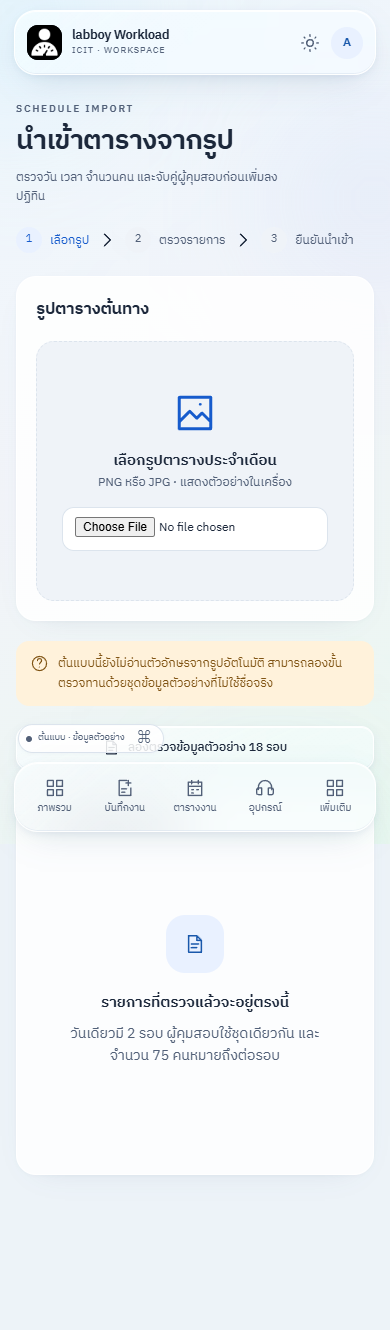 labboy Workload
ICIT · WORKSPACE
A
SCHEDULE IMPORT
นำเข้าตารางจากรูป
ตรวจวัน เวลา จำนวนคน และจับคู่ผู้คุมสอบก่อนเพิ่มลง
ปฏิทิน
1 เลือกรูป 2 ตรวจรายการ 3 ยืนยันนำเข้า
รูปตารางต้นทาง
เลือกรูปตารางประจำเดือน
PNG หรือ JPG · แสดงตัวอย่างในเครื่อง
Choose File No file chosen
ต้นแบบนี้ยังไม่อ่านตัวอักษรจากรูปอัตโนมัติ สามารถลองขั้น
ตรวจทานด้วยชุดข้อมูลตัวอย่างที่ไม่ใช้ชื่อจริง
ต้นแบบ · ข้อมูลตัวอย่าง ⌘
ลองตรวจข้อมูลตัวอย่าง 18 รอบ
ภาพรวม บันทึกงาน ตารางงาน อุปกรณ์ เพิ่มเติม
รายการที่ตรวจแล้วจะอยู่ตรงนี้
วันเดียวมี 2 รอบ ผู้คุมสอบใช้ชุดเดียวกัน และ
จำนวน 75 คนหมายถึงต่อรอบ